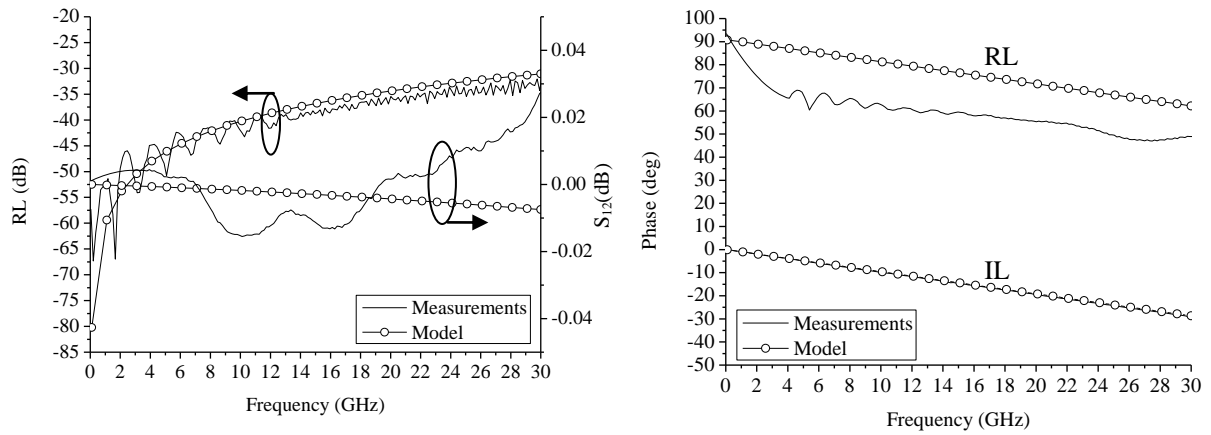 -20
-25
-30
-35
-40
-45
-50
-55
-60
-65
-70
-75
-80
-85
RL (dB)
0.04
0.02
0.00
-0.02
-0.04
S12(dB)
Measurements
Model
0 2 4 6 8 10 12 14 16 18 20 22 24 26 28 30
Frequency (GHz)
100
90
80
70
60
50
40
30
20
10
0
-10
-20
-30
-40
-50
Phase (deg)
RL
IL
Measurements
Model
0 2 4 6 8 10 12 14 16 18 20 22 24 26 28 30
Frequency (GHz)